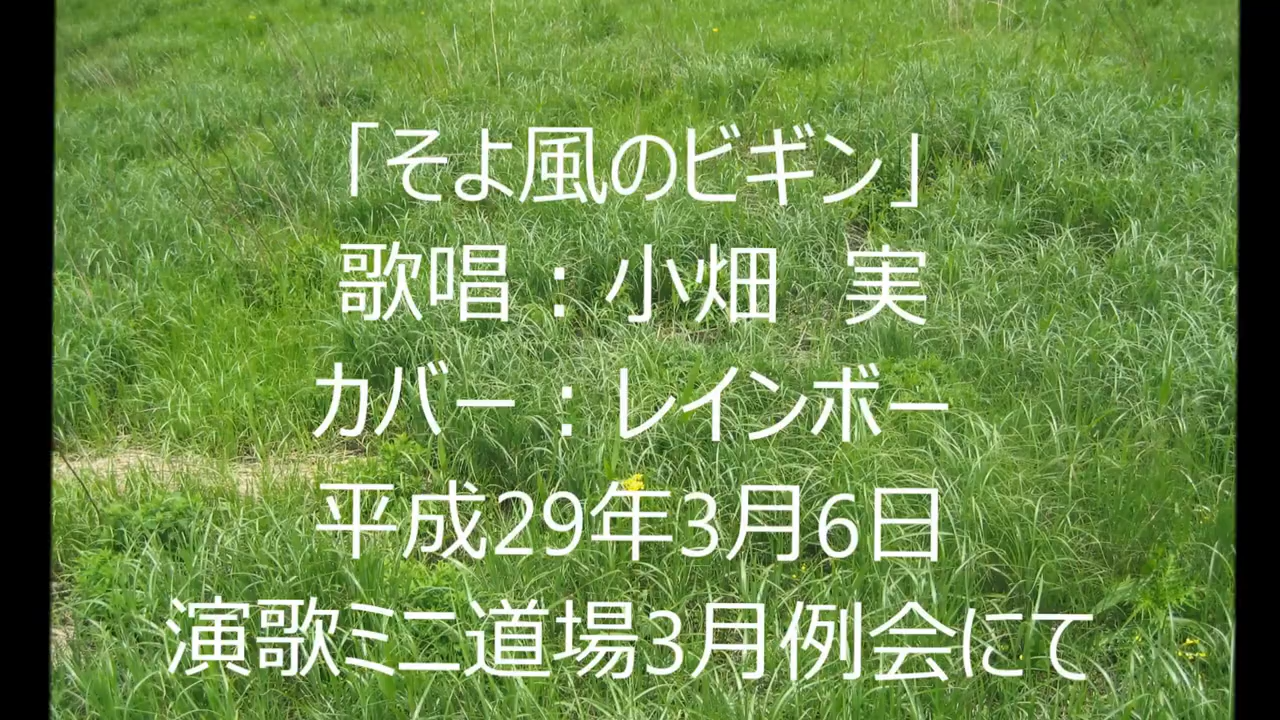 「そよ風のビギン」
歌唱：小畑　実
カバー：レインボー
平成29年3月6日
演歌ミニ道場3月例会にて